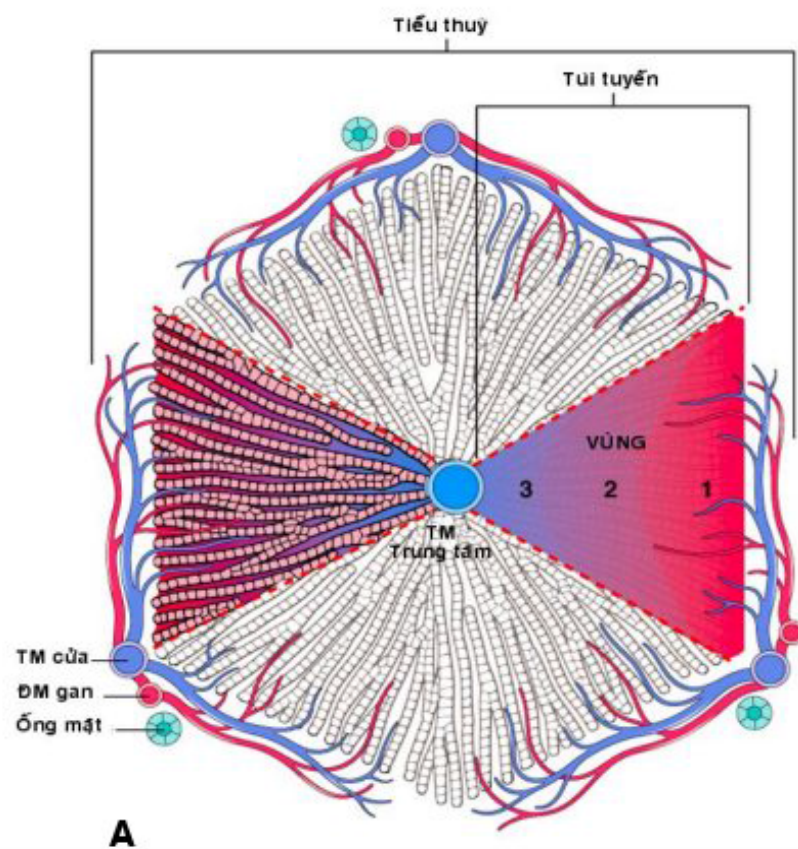 Tiểu thuỳ
Túi tuyến
VÙNG
3 2 1
TM
Trung tâm
TM cửa
ĐM gan
Ống mật
A